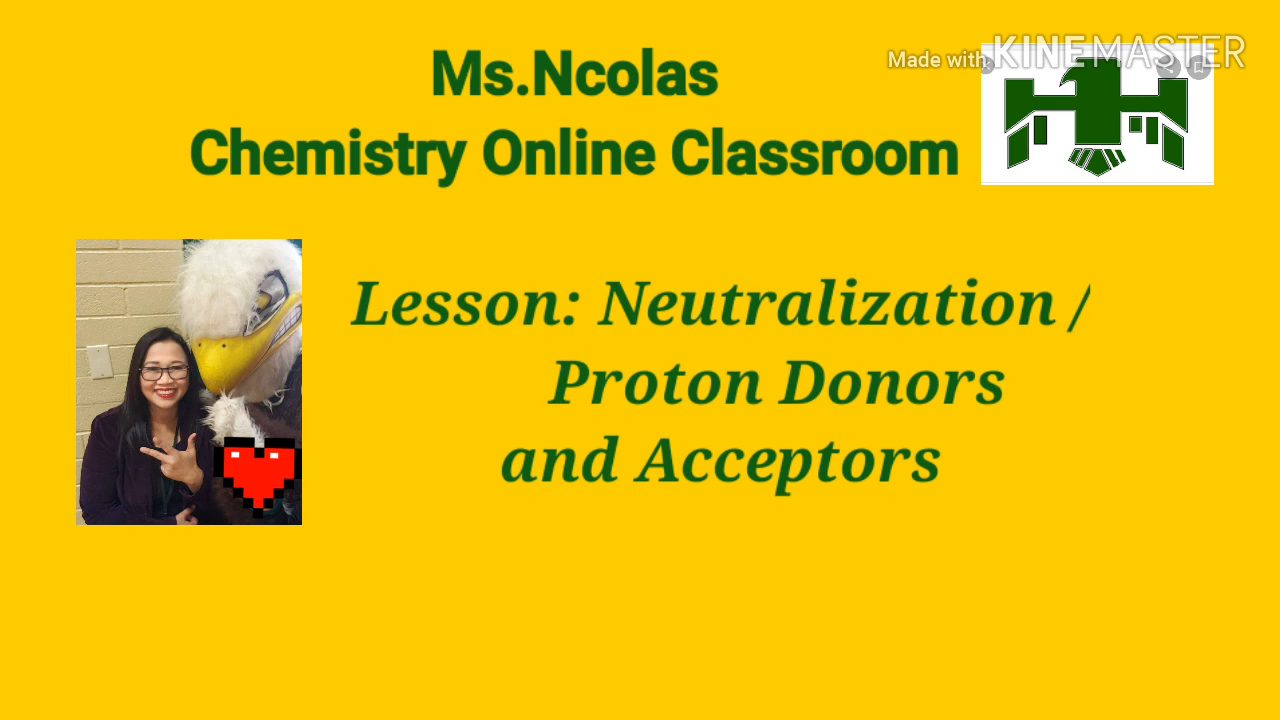 Ms.Ncolas
Chemistry Online Classroom
Made with KINEMASTER
Lesson: Neutralization /
Proton Donors
and Acceptors